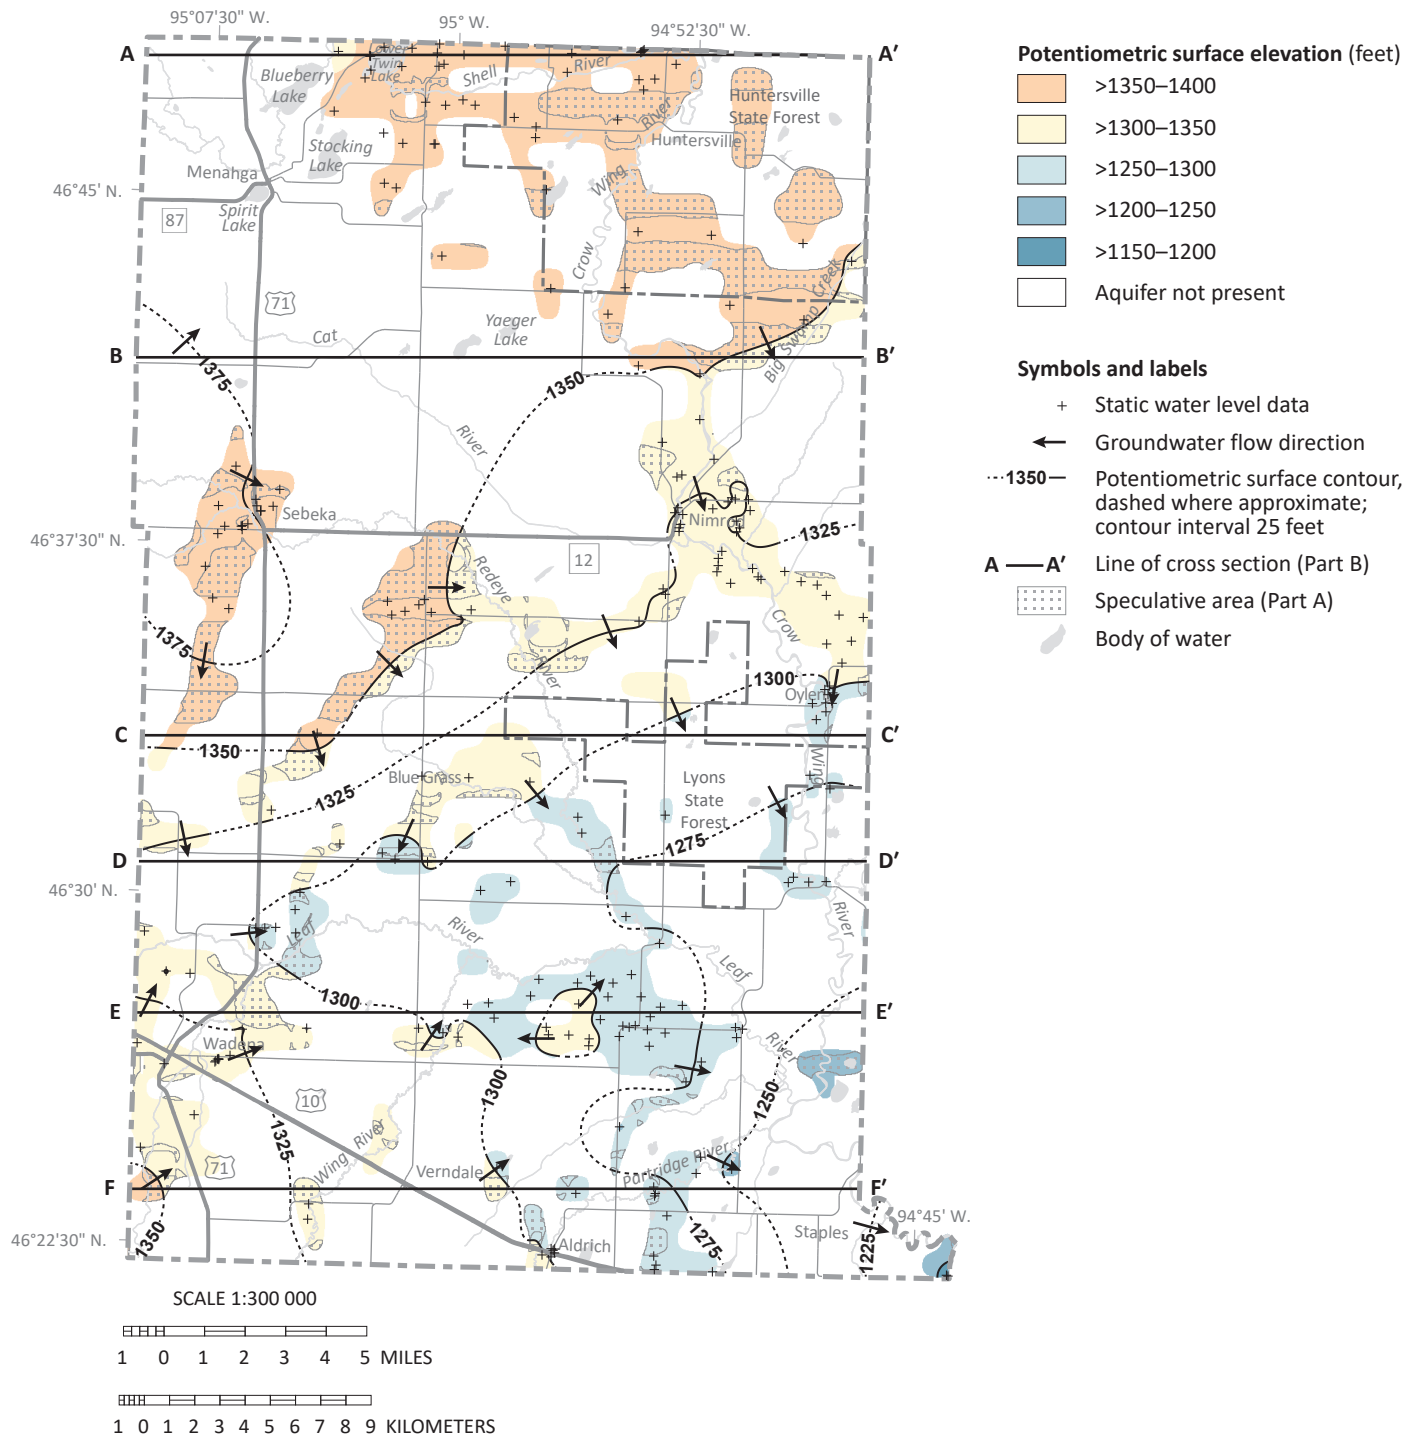 95°07'30" W.
95° W.
94°52'30" W.
A
A′
Lower
Twin
Lake
Blueberry
Lake
Shell
River
Huntersville
State Forest
River
Huntersville
Stocking
Lake
Menahga
46°45' N.
Wing
Spirit
Lake
87
Crow
71
Big Swamp Creek
Cat
Yaeger
Lake
B
B′
1375
1350
River
Sebeka
Nimrod
1325
46°37'30" N.
12
Redeye
Crow
1375
River
1300
Oylen
C
C′
1350
Wing
Blue Grass
Lyons
State
Forest
1325
1275
D
D′
46°30' N.
Leaf
River
River
Leaf
1300
E
E′
Wadena
River
10
1300
1250
1325
Wing River
71
Verndale
Partridge River
F
F′
94°45' W.
1350
1275
Staples
1225
46°22'30" N.
Aldrich
SCALE 1:300 000
1 0 1 2 3 4 5 MILES
1 0 1 2 3 4 5 6 7 8 9 KILOMETERS
Potentiometric surface elevation (feet)
>1350–1400
>1300–1350
>1250–1300
>1200–1250
>1150–1200
Aquifer not present
Symbols and labels
Static water level data
Groundwater flow direction
1350 Potentiometric surface contour,
dashed where approximate;
contour interval 25 feet
A A′ Line of cross section (Part B)
Speculative area (Part A)
Body of water